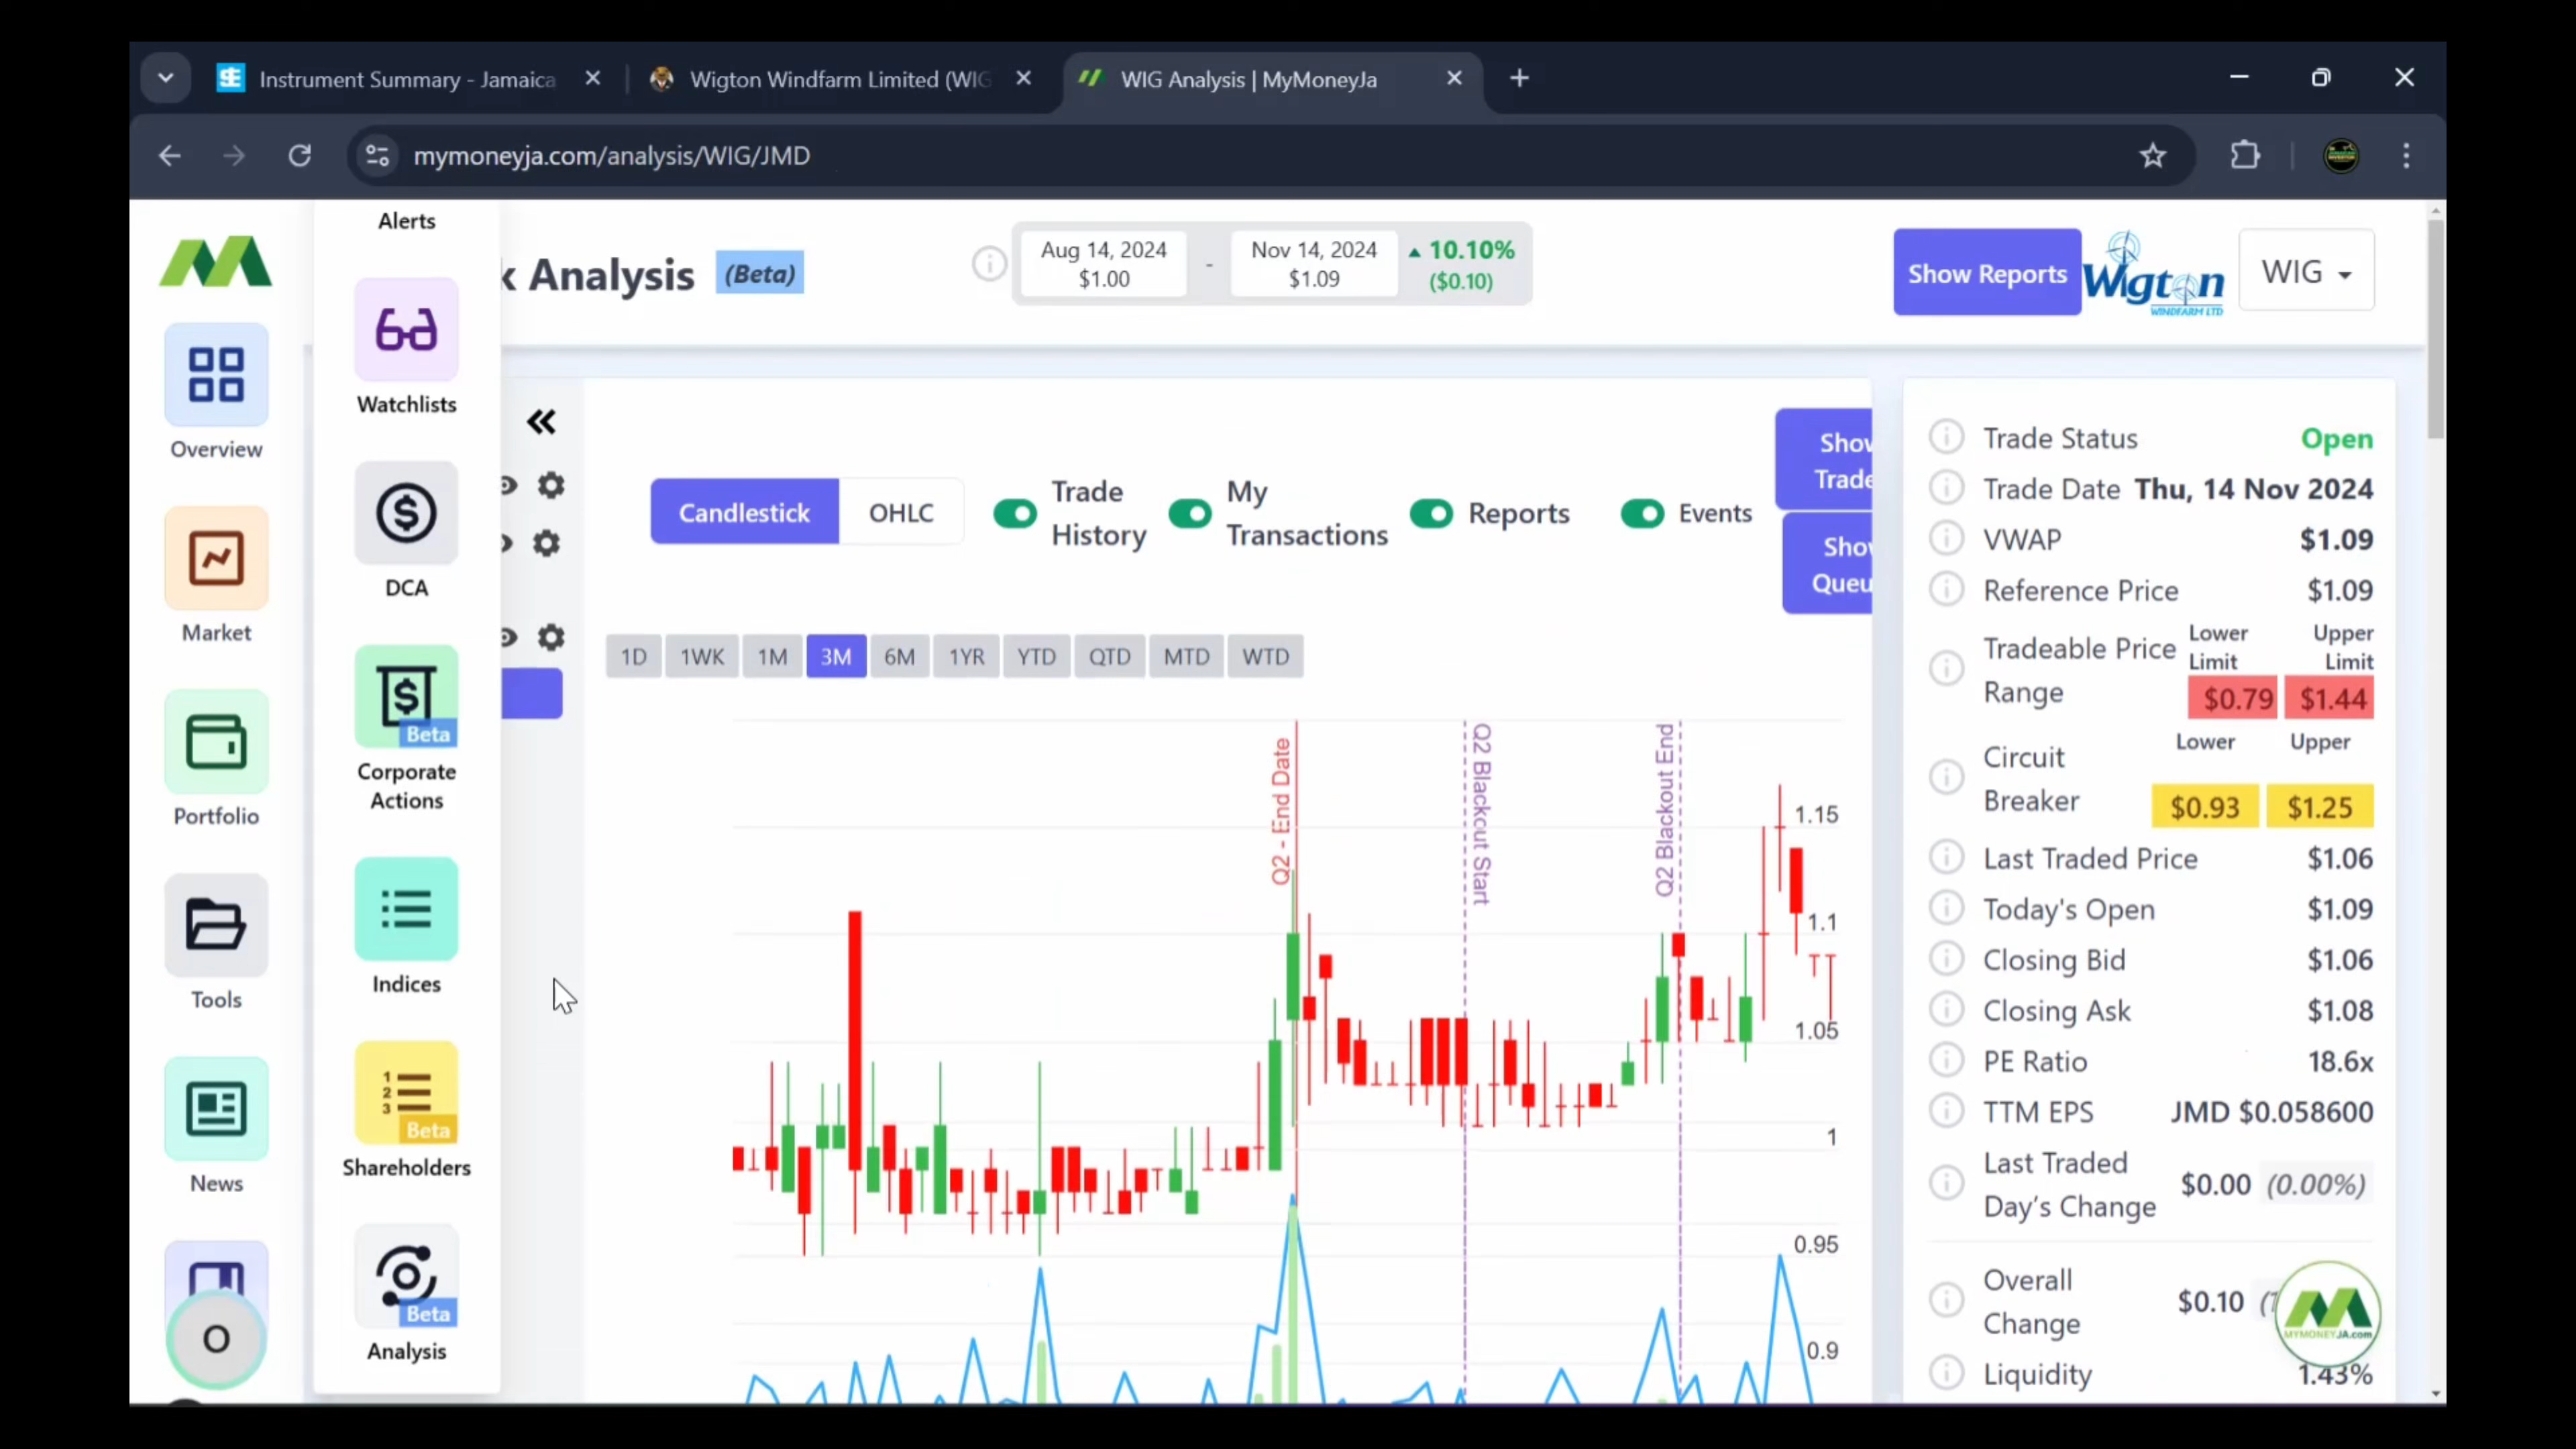 Instrument Summary - Jamaica
Wigton Windfarm Limited (WIG
WIG Analysis | MyMoneyJa
mymoneyja.com/analysis/WIG/JMD
Overview
Market
Portfolio
Tools
News
O
Alerts
Watchlists
DCA
Beta
Corporate
Actions
Indices
1
2
3
Beta
Shareholders
Beta
Analysis
k Analysis
(Beta)
Aug 14, 2024
$1.00
-
Nov 14, 2024
$1.09
10.10%
($0.10)
Show Reports
Wigton
WINDFARM LTD
WIG
Candlestick
OHLC
Trade
History
My
Transactions
Reports
Events
Show
Trade
Show
Queu
1D
1WK
1M
3M
6M
1YR
YTD
QTD
MTD
WTD
Q2 - End Date
Q2 Blackout Start
Q2 Blackout End
1.15
1.1
1.05
1
0.95
0.9
Trade Status Open
Trade Date Thu, 14 Nov 2024
VWAP $1.09
Reference Price $1.09
Tradeable Price
Range
Lower
Limit
Upper
Limit
$0.79
$1.44
Circuit
Breaker
Lower
Upper
$0.93
$1.25
Last Traded Price $1.06
Today's Open $1.09
Closing Bid $1.06
Closing Ask $1.08
PE Ratio 18.6x
TTM EPS JMD $0.058600
Last Traded
Day's Change
$0.00 (0.00%)
Overall
Change
$0.10
MYMONEYJA.com
Liquidity 1.43%